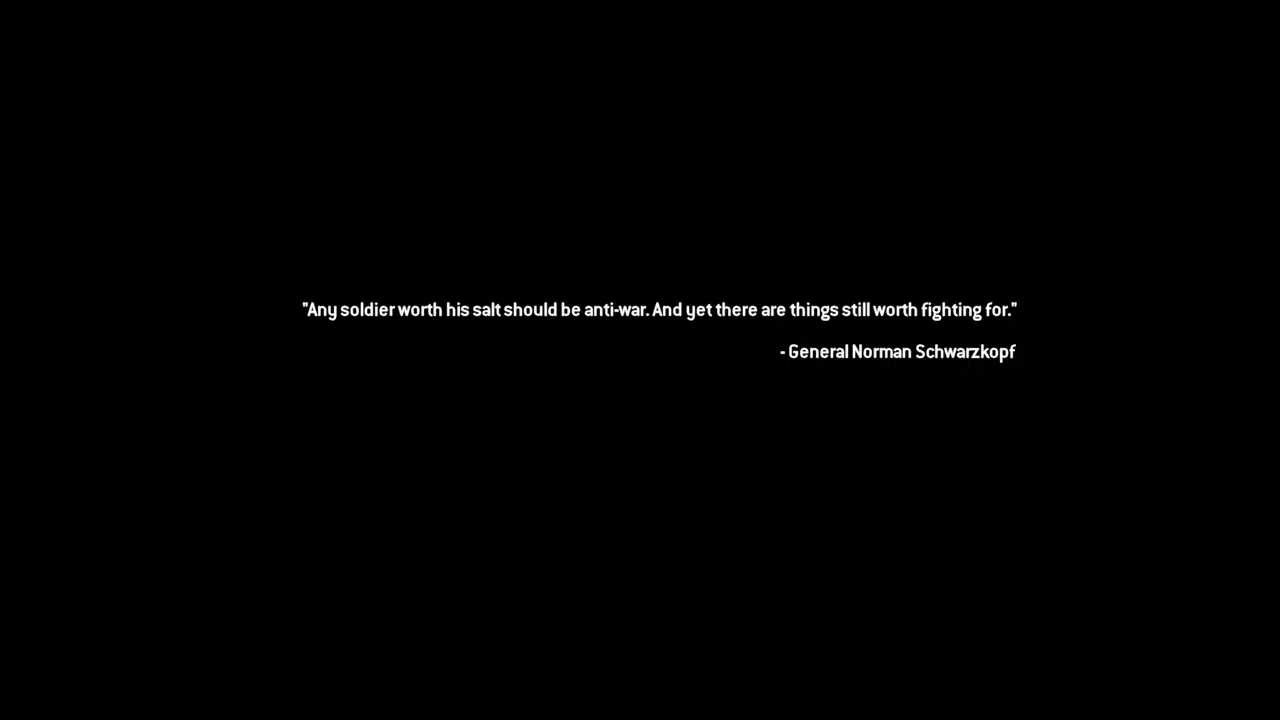 "Any soldier worth his salt should be anti-war. And yet there are things still worth fighting for."
- General Norman Schwarzkopf